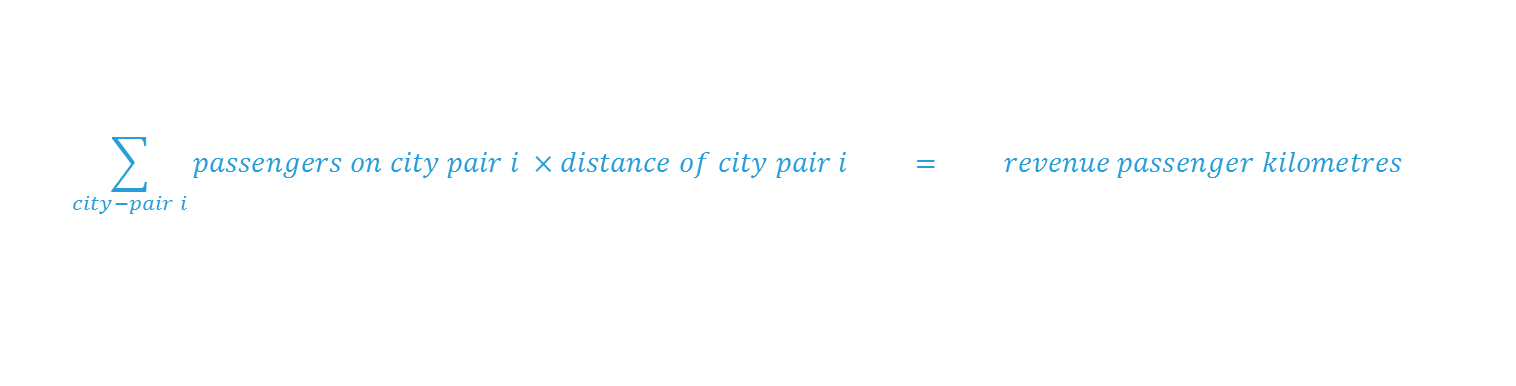 ∑ passengers on city pair i × distance of city pair i = revenue passenger kilometres
city−pair i